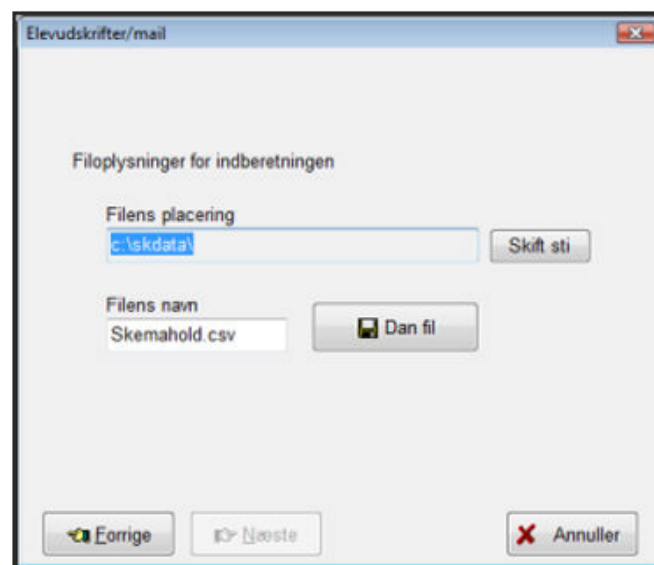 Elevudskrifter/mail
Filoplysninger for indberetningen
Filens placering
c:\skdata\
Skift sti
Filens navn
Skemahold.csv
Dan fil
Forrige
Næste
Annuller